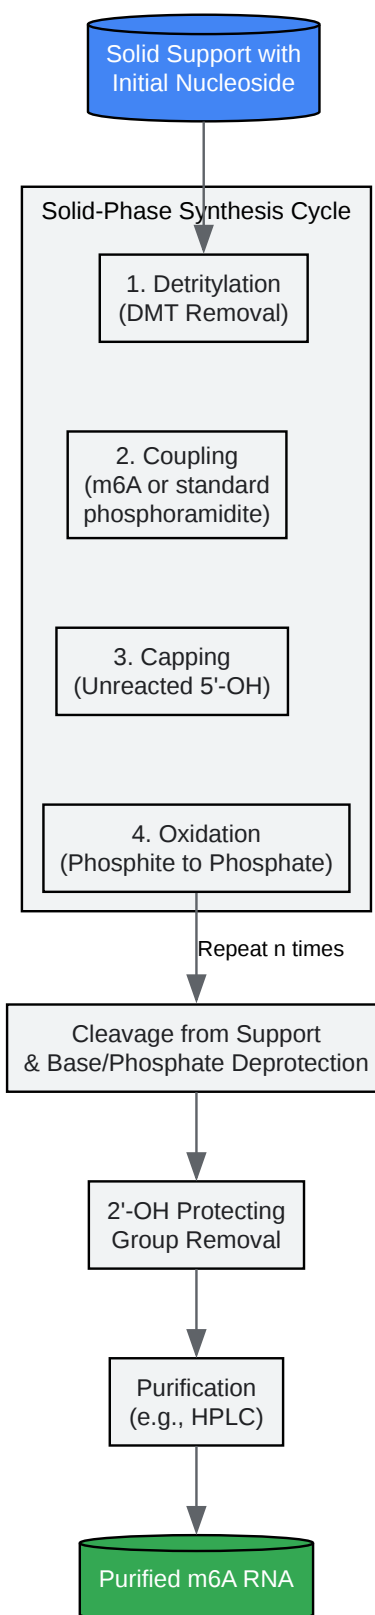 Solid Support with
Initial Nucleoside
Solid-Phase Synthesis Cycle
1. Detritylation
(DMT Removal)
2. Coupling
(m6A or standard
phosphoramidite)
3. Capping
(Unreacted 5'-OH)
4. Oxidation
(Phosphite to Phosphate)
Repeat n times
Cleavage from Support
& Base/Phosphate Deprotection
2'-OH Protecting
Group Removal
Purification
(e.g., HPLC)
Purified m6A RNA